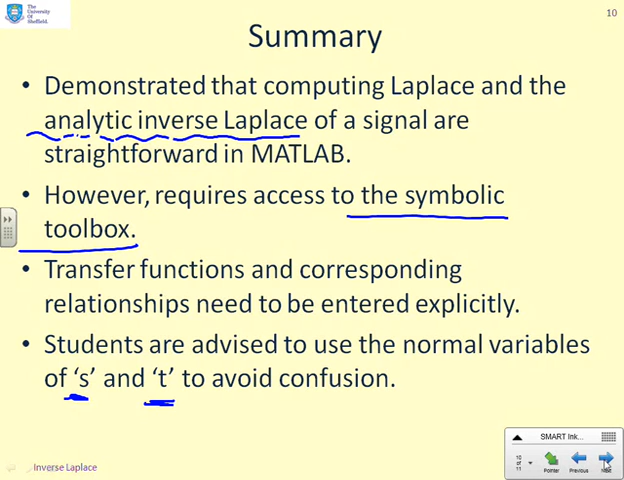 The
University
Of
Sheffield.
10
Summary
• Demonstrated that computing Laplace and the
analytic inverse Laplace of a signal are
straightforward in MATLAB.
• However, requires access to the symbolic
toolbox.
• Transfer functions and corresponding
relationships need to be entered explicitly.
• Students are advised to use the normal variables
of ‘s’ and ‘t’ to avoid confusion.
SMART Ink...
10
of
11
Pointer
Previous
Next
Inverse Laplace